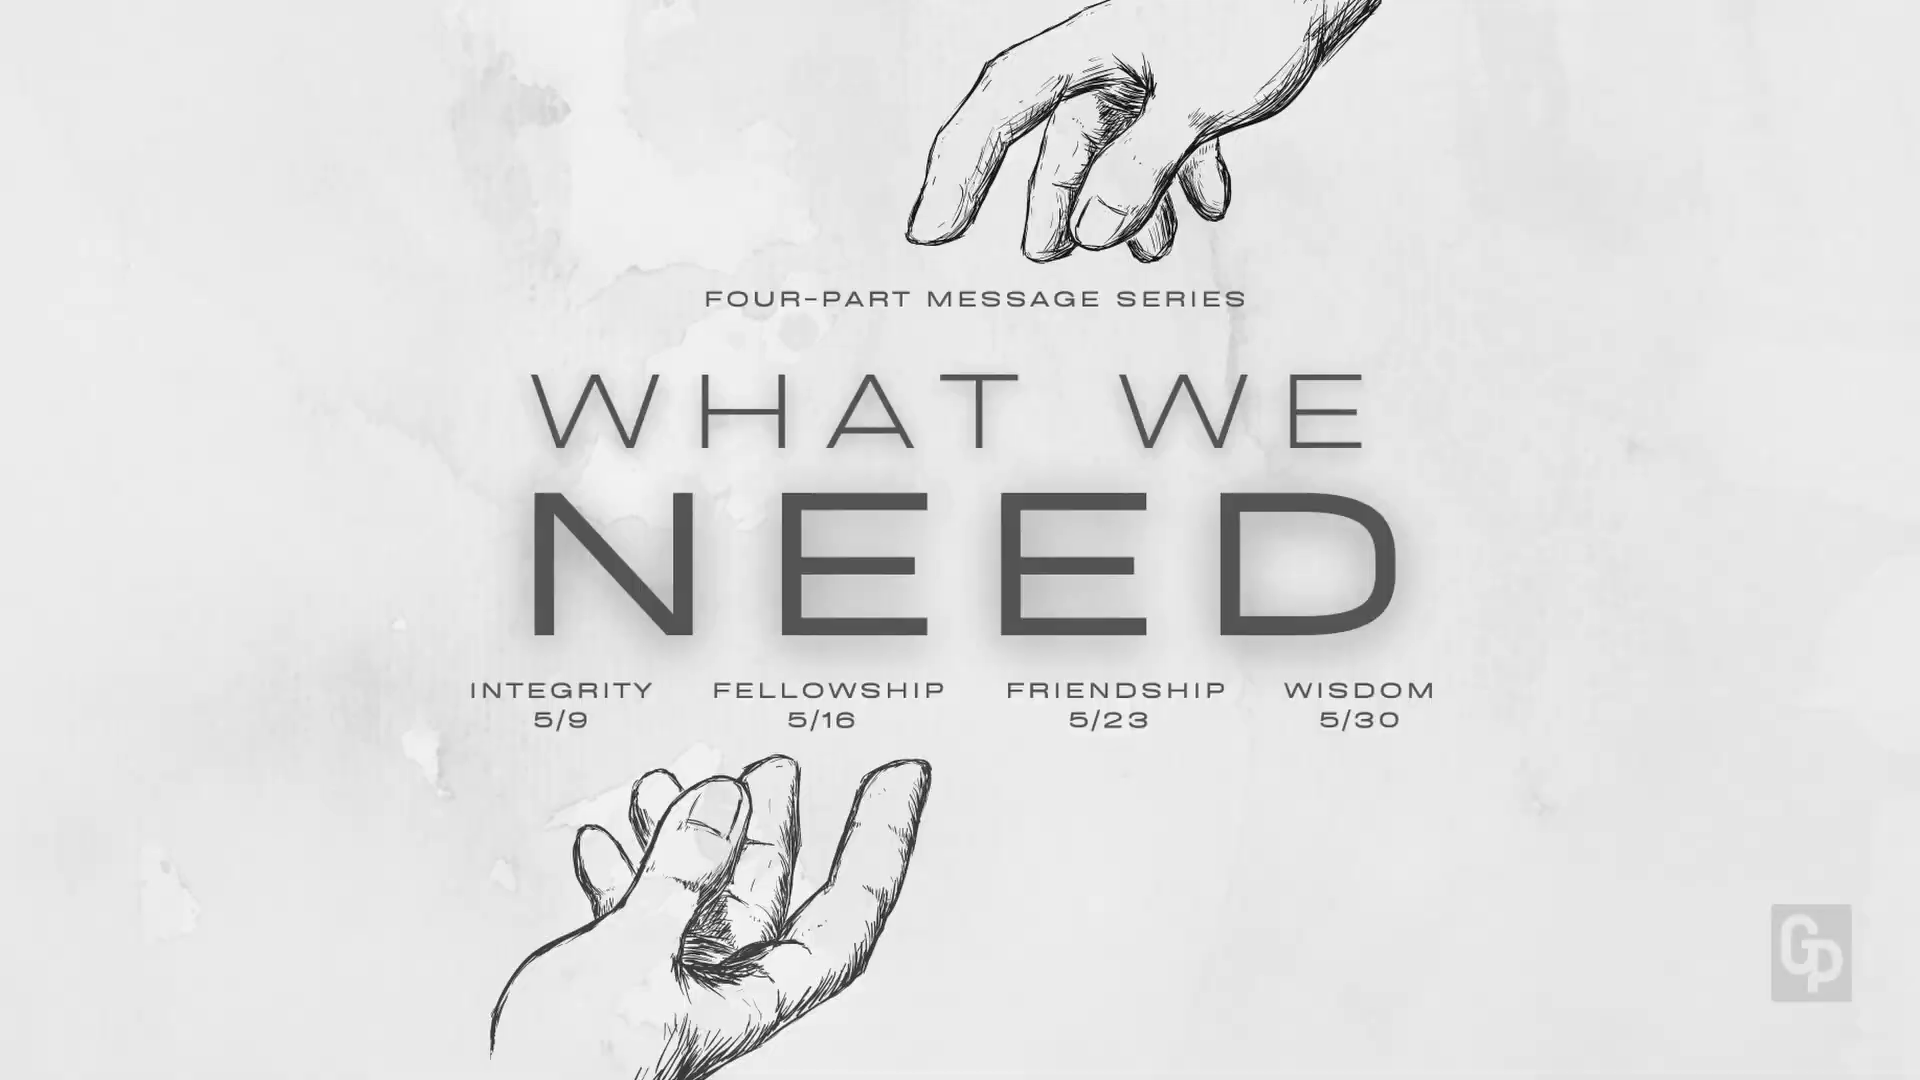 FOUR-PART MESSAGE SERIES
WHAT WE
NEED
INTEGRITY FELLOWSHIP FRIENDSHIP WISDOM
5/9 5/16 5/23 5/30
GP